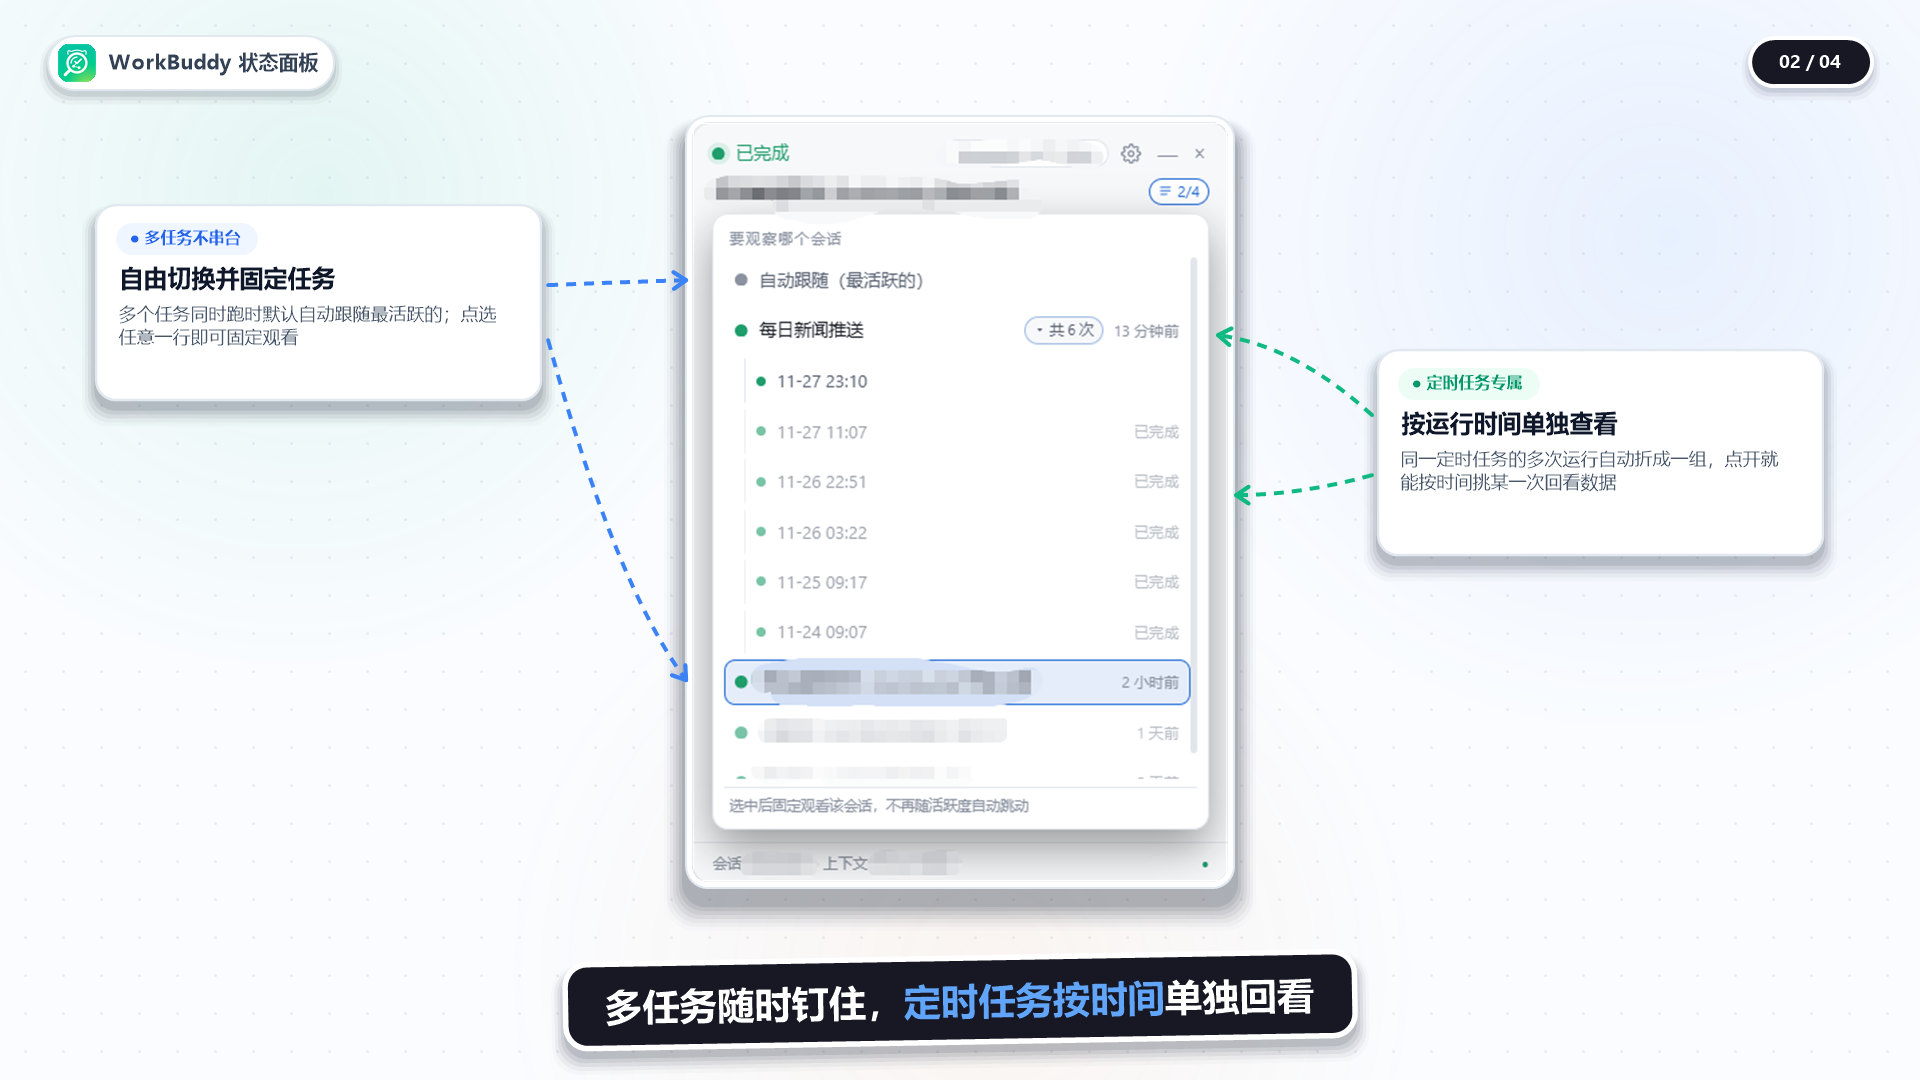 WorkBuddy 状态面板
02 / 04
已完成
2/4
多任务不串台
自由切换并固定任务
多个任务同时跑时默认自动跟随最活跃的；点选
任意一行即可固定观看
要观察哪个会话
自动跟随（最活跃的）
每日新闻推送 共 6 次 13 分钟前
11-27 23:10
11-27 11:07 已完成
11-26 22:51 已完成
11-26 03:22 已完成
11-25 09:17 已完成
11-24 09:07 已完成
2 小时前
1 天前
选中后固定观看该会话，不再随活跃度自动跳动
会话 上下文
定时任务专属
按运行时间单独查看
同一定时任务的多次运行自动折成一组，点开就
能按时间挑某一次回看数据
多任务随时钉住，定时任务按时间单独回看